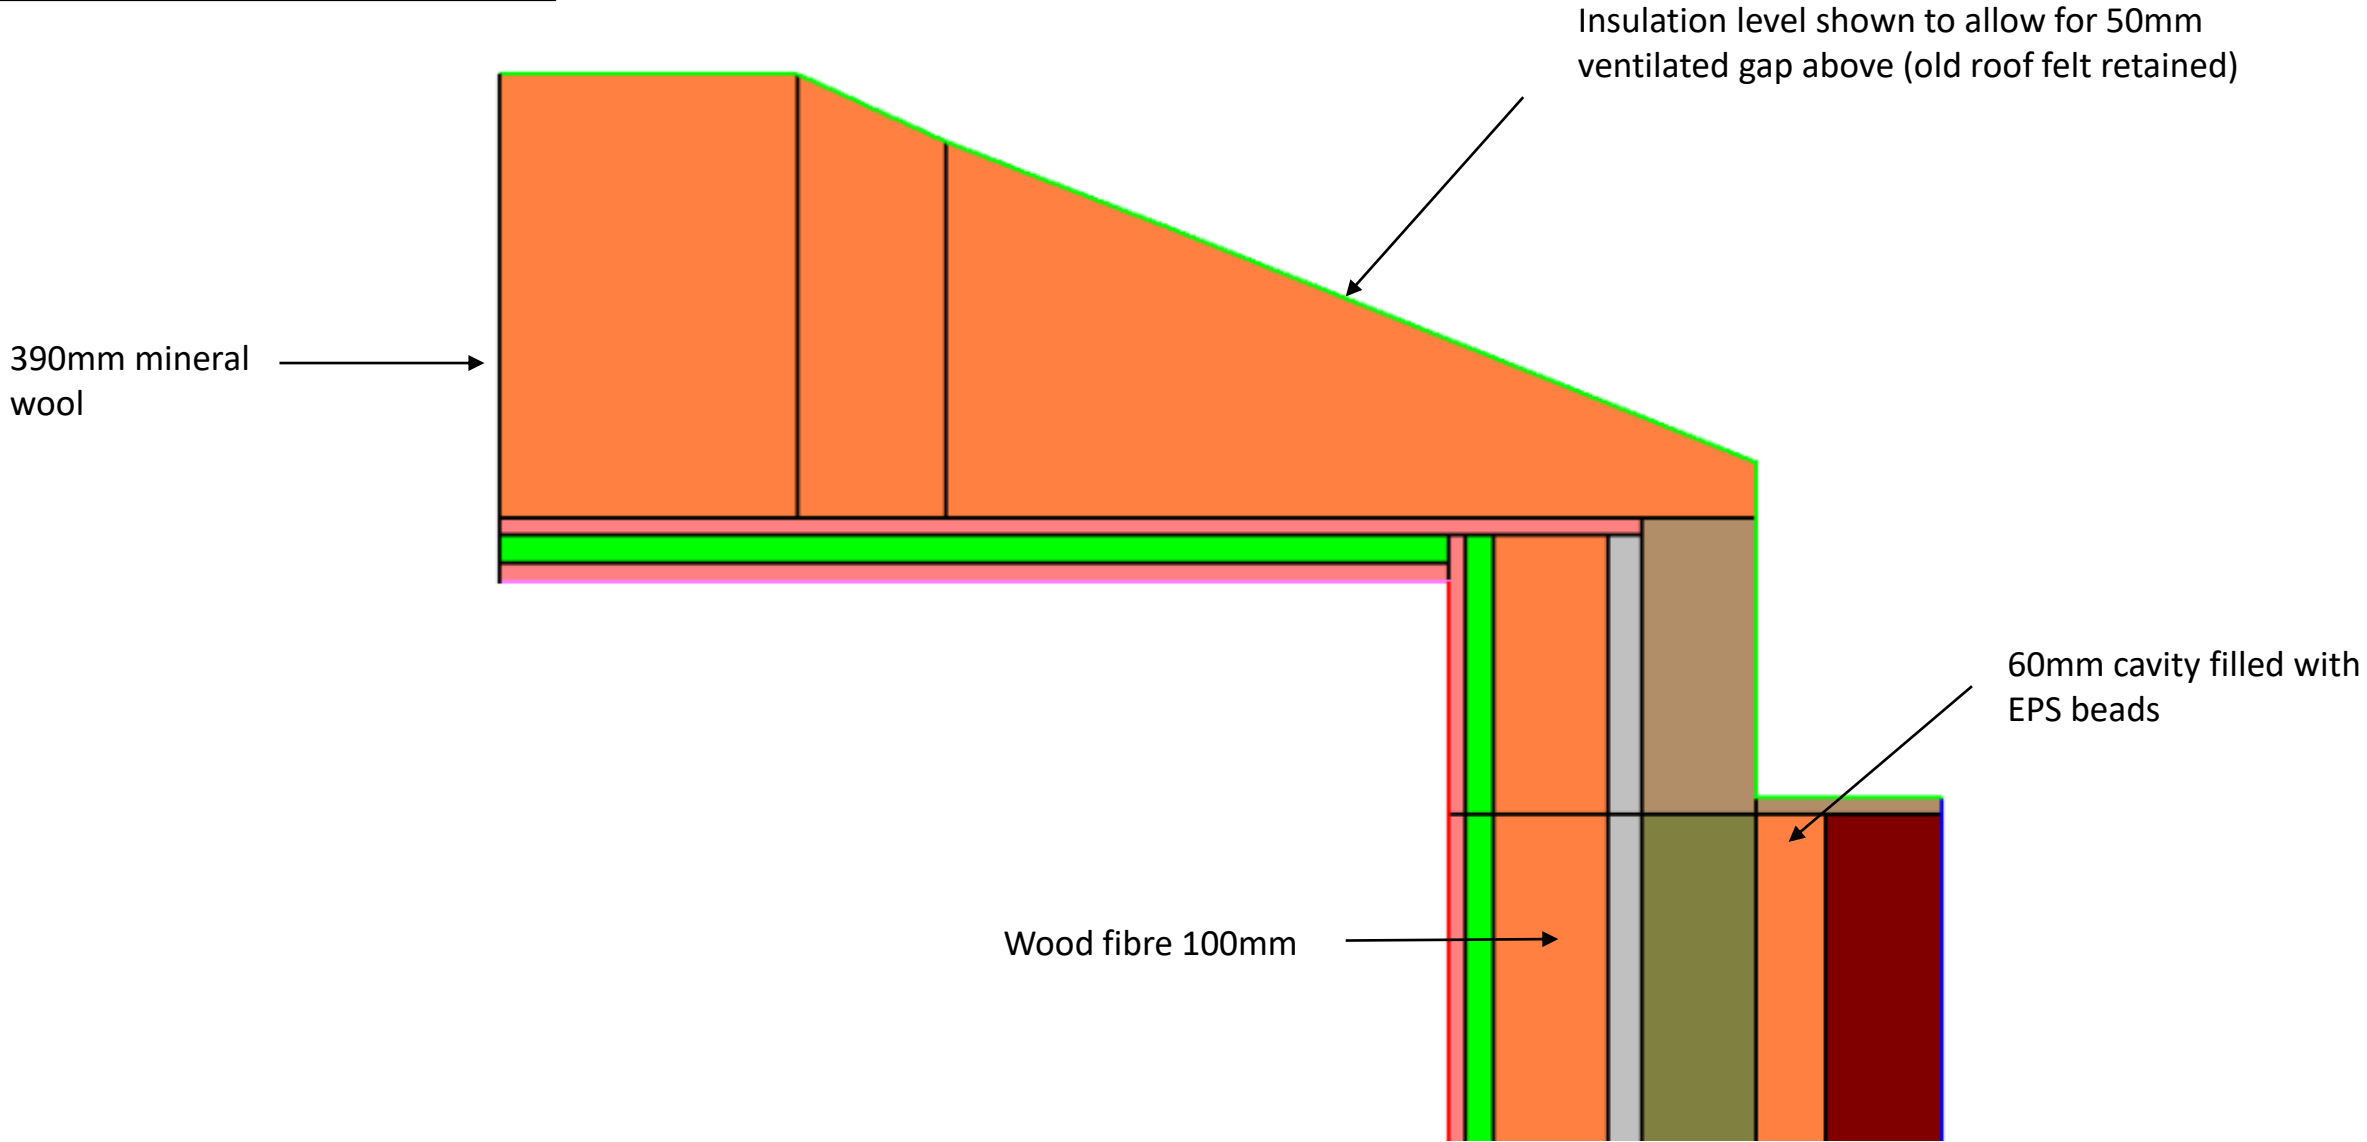 Insulation level shown to allow for 50mm
ventilated gap above (old roof felt retained)
390mm mineral
wool
60mm cavity filled with
EPS beads
Wood fibre 100mm